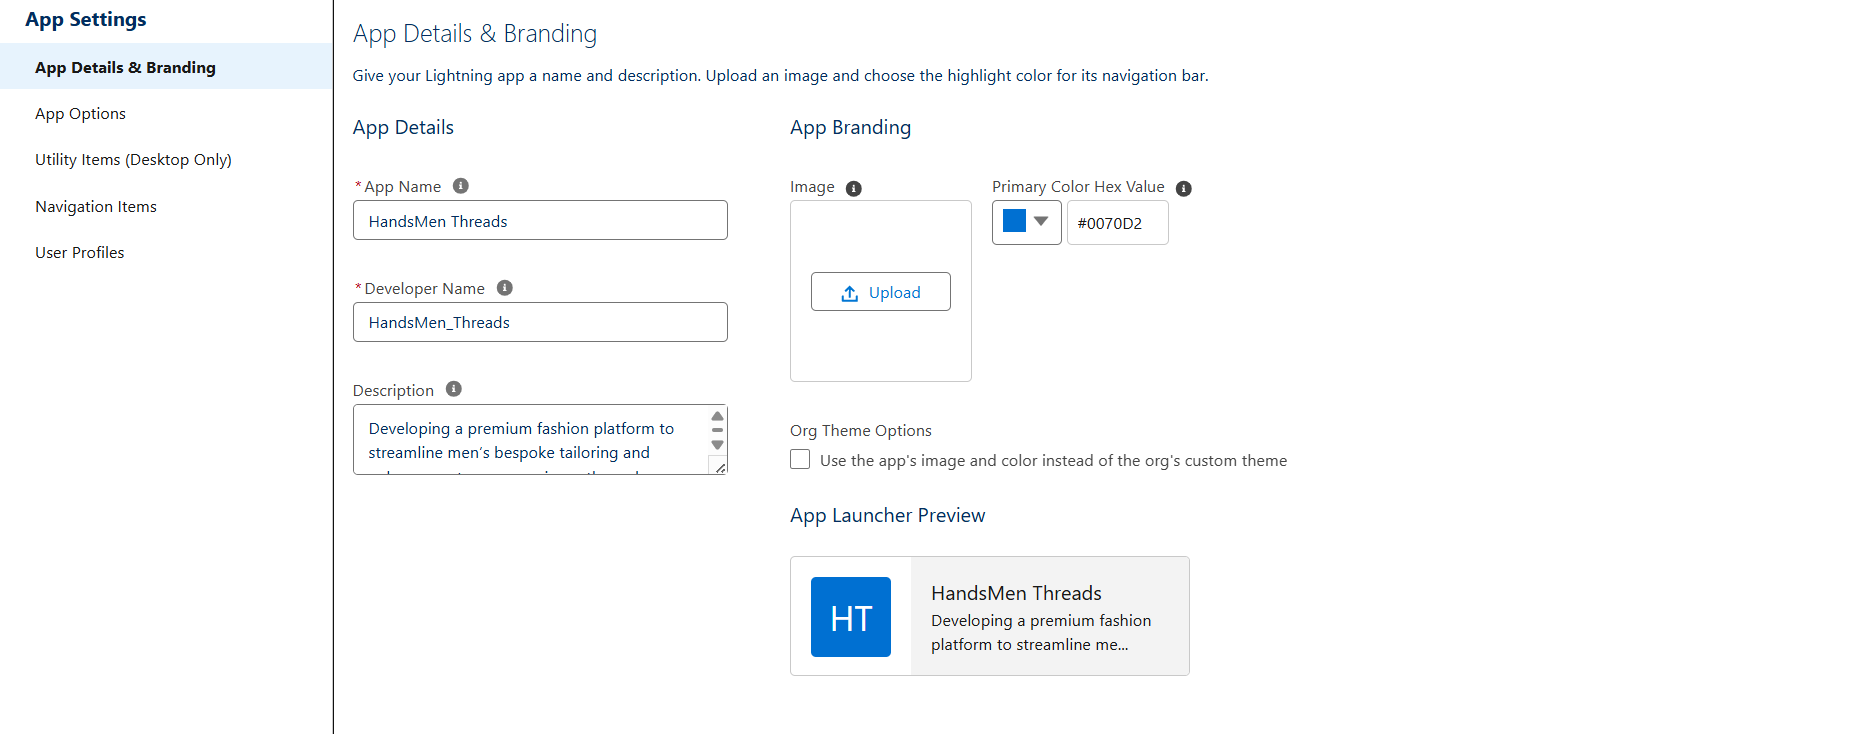 App Settings
App Details & Branding
App Options
Utility Items (Desktop Only)
Navigation Items
User Profiles
App Details & Branding
Give your Lightning app a name and description. Upload an image and choose the highlight color for its navigation bar.
App Details
* App Name
HandsMen Threads
* Developer Name
HandsMen_Threads
Description
Developing a premium fashion platform to
streamline men’s bespoke tailoring and
App Branding
Image
Upload
Primary Color Hex Value
#0070D2
Org Theme Options
Use the app's image and color instead of the org's custom theme
App Launcher Preview
HT
HandsMen Threads
Developing a premium fashion
platform to streamline me...